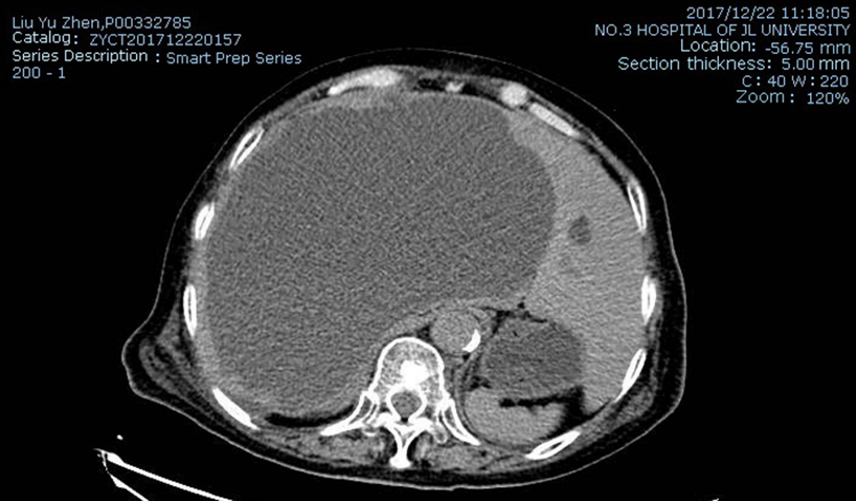 Liu Yu Zhen,P00332785
Catalog: ZYCT201712220157
Series Description : Smart Prep Series
200 - 1
2017/12/22 11:18:05
NO.3 HOSPITAL OF JL UNIVERSITY
Location: -56.75 mm
Section thickness: 5.00 mm
C: 40 W: 220
Zoom: 120%